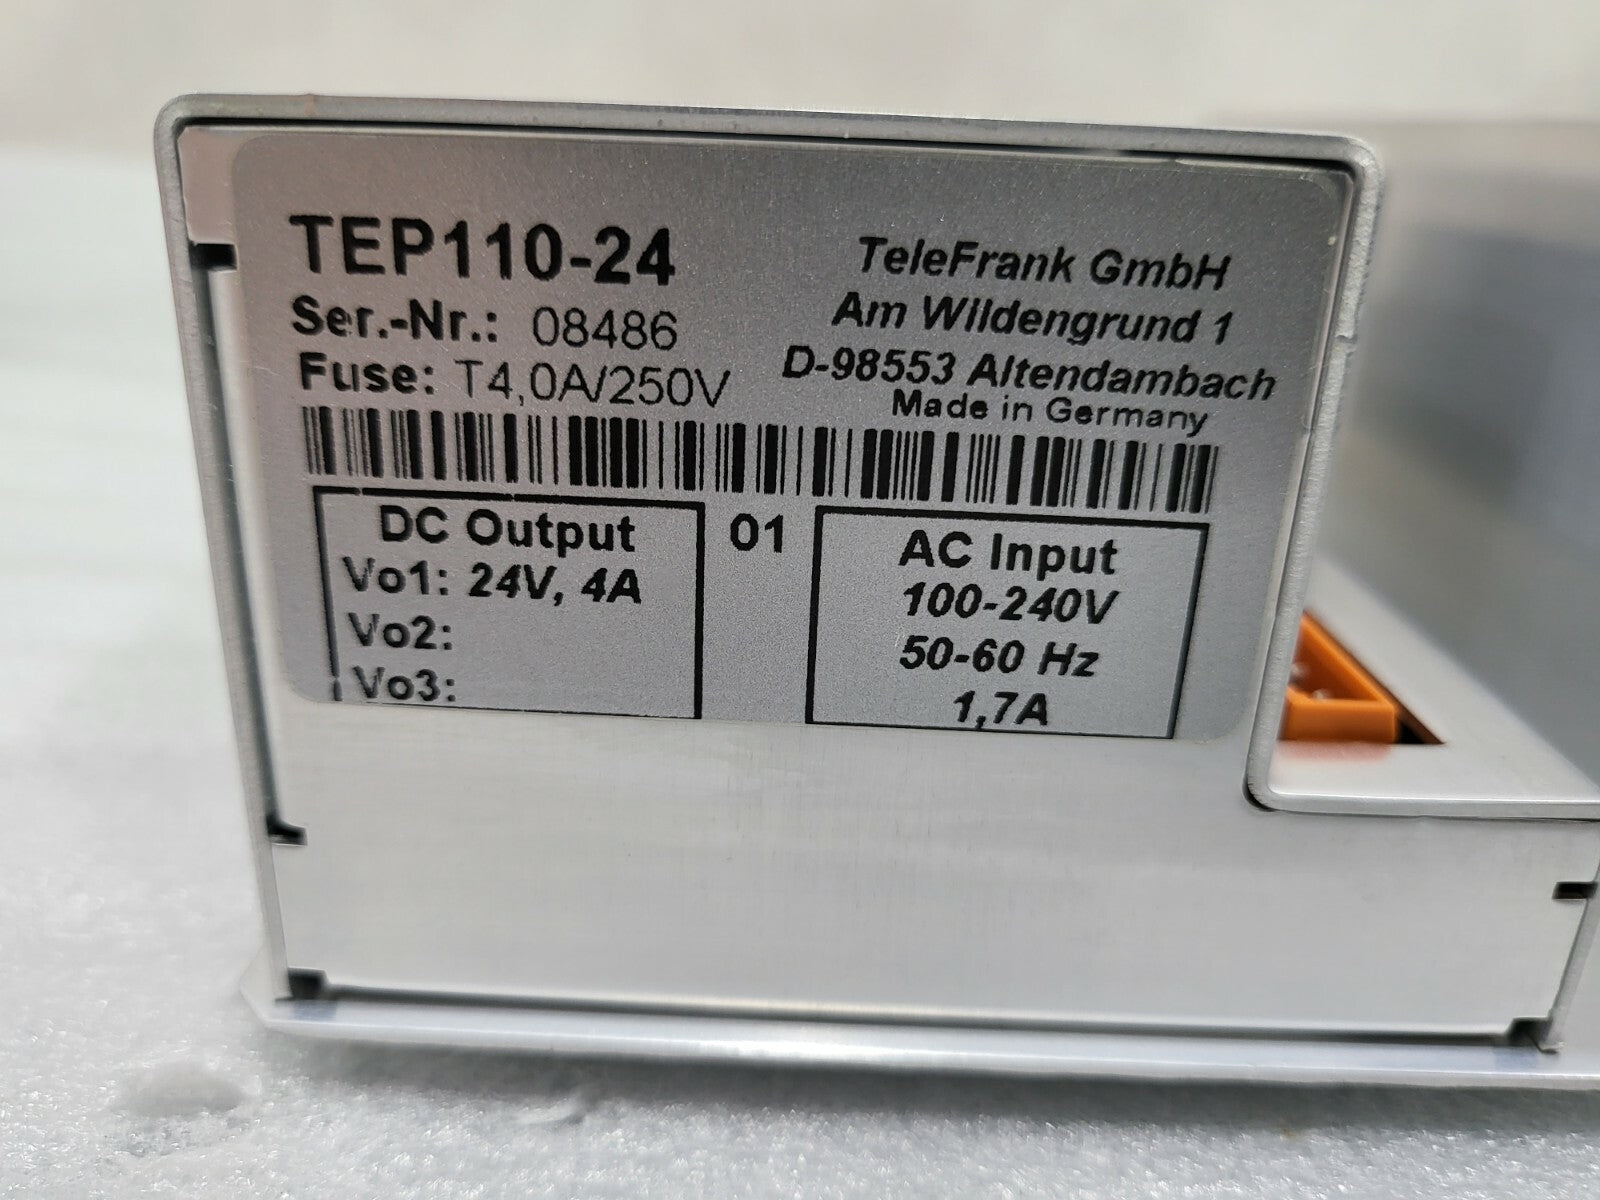 TEP110-24
Ser.-Nr.: 08486
Fuse: T4,0A/250V
TeleFrank GmbH
Am Wildengrund 1
D-98553 Altendambach
Made in Germany
DC Output
Vo1: 24V, 4A
Vo2:
Vo3:
01
AC Input
100-240V
50-60 Hz
1,7A